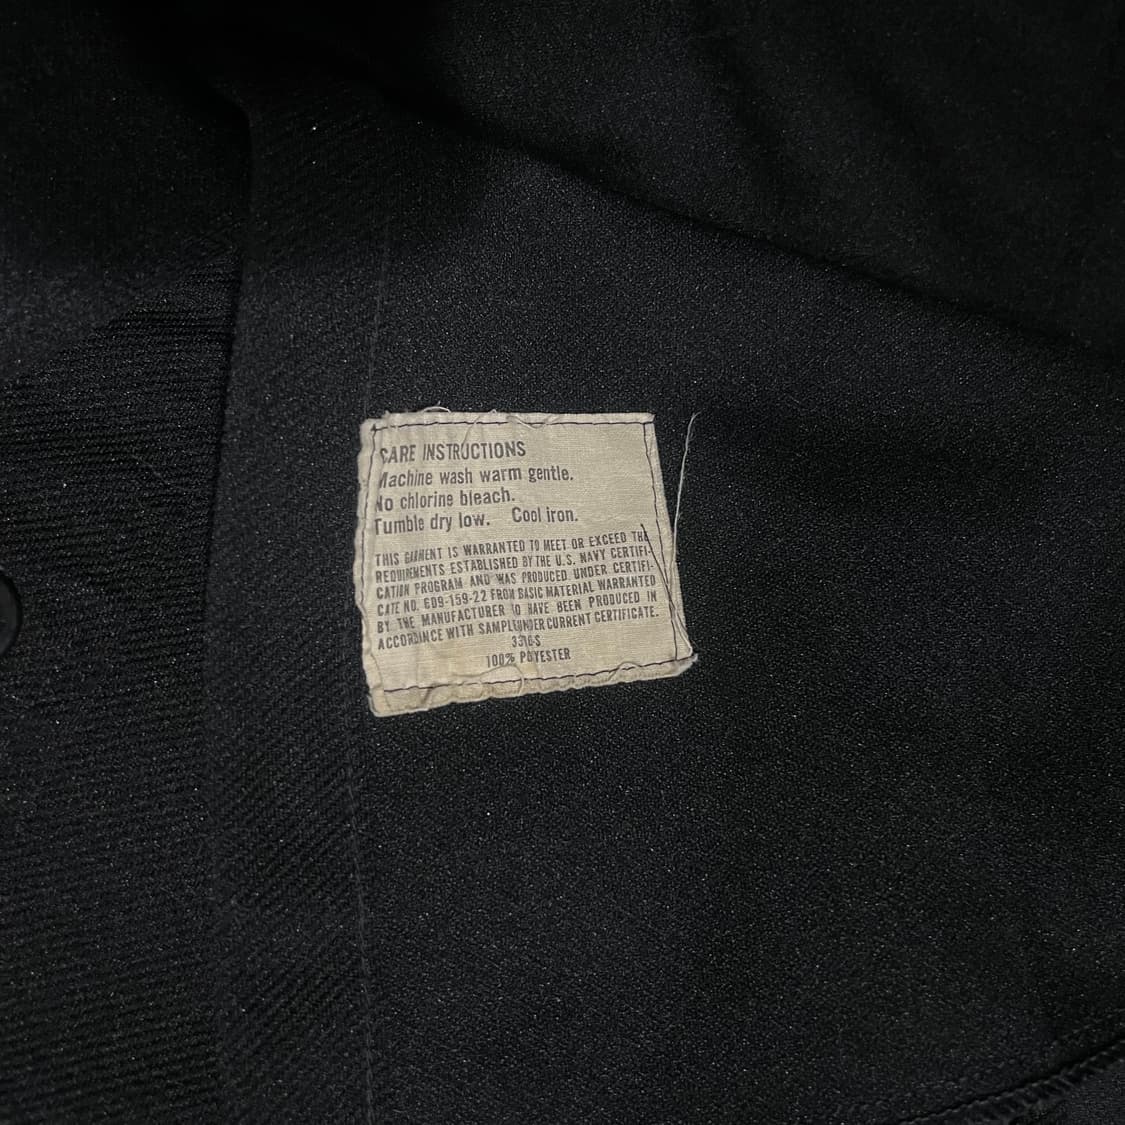 CARE INSTRUCTIONS
Machine wash warm gentle.
No chlorine bleach.
Tumble dry low. Cool iron.
THIS GARMENT IS WARRANTED TO MEET OR EXCEED THE
REQUIREMENTS ESTABLISHED BY THE U.S. NAVY CERTIFI-
CATION PROGRAM AND WAS PRODUCED UNDER CERTIFI-
CATE NO. 609-159-22 FROM BASIC MATERIAL WARRANTED
BY THE MANUFACTURER TO HAVE BEEN PRODUCED IN
ACCORDANCE WITH SAMPLE UNDER CURRENT CERTIFICATE.
3316-S
100% POYESTER